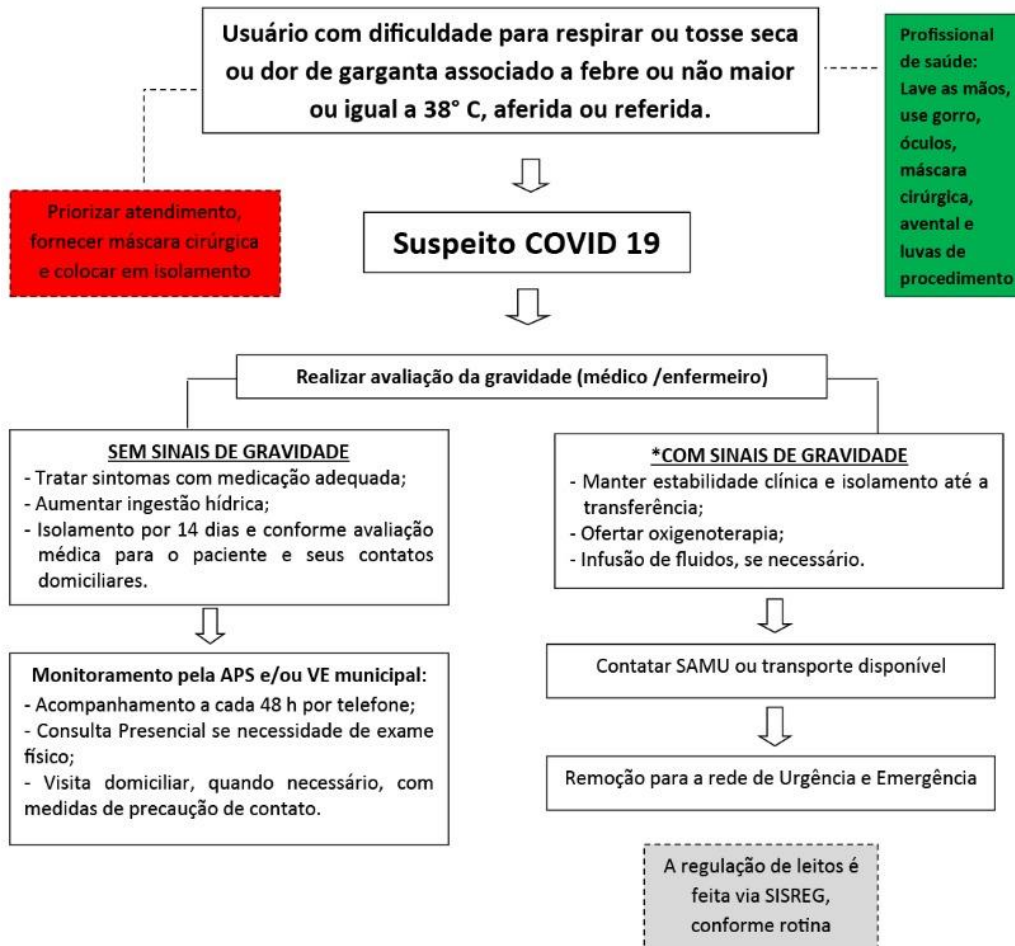 Usuário com dificuldade para respirar ou tosse seca
ou dor de garganta associado a febre ou não maior
ou igual a 38° C, aferida ou referida.
Profissional
de saúde:
Lave as mãos,
use gorro,
óculos,
máscara
cirúrgica,
avental e
luvas de
procedimento
Priorizar atendimento,
fornecer máscara cirúrgica
e colocar em isolamento
Suspeito COVID 19
Realizar avaliação da gravidade (médico /enfermeiro)
SEM SINAIS DE GRAVIDADE
- Tratar sintomas com medicação adequada;
- Aumentar ingestão hídrica;
- Isolamento por 14 dias e conforme avaliação
médica para o paciente e seus contatos
domiciliares.
*COM SINAIS DE GRAVIDADE
- Manter estabilidade clínica e isolamento até a
transferência;
- Ofertar oxigenoterapia;
- Infusão de fluidos, se necessário.
Monitoramento pela APS e/ou VE municipal:
- Acompanhamento a cada 48 h por telefone;
- Consulta Presencial se necessidade de exame
físico;
- Visita domiciliar, quando necessário, com
medidas de precaução de contato.
Contatar SAMU ou transporte disponível
Remoção para a rede de Urgência e Emergência
A regulação de leitos é
feita via SISREG,
conforme rotina